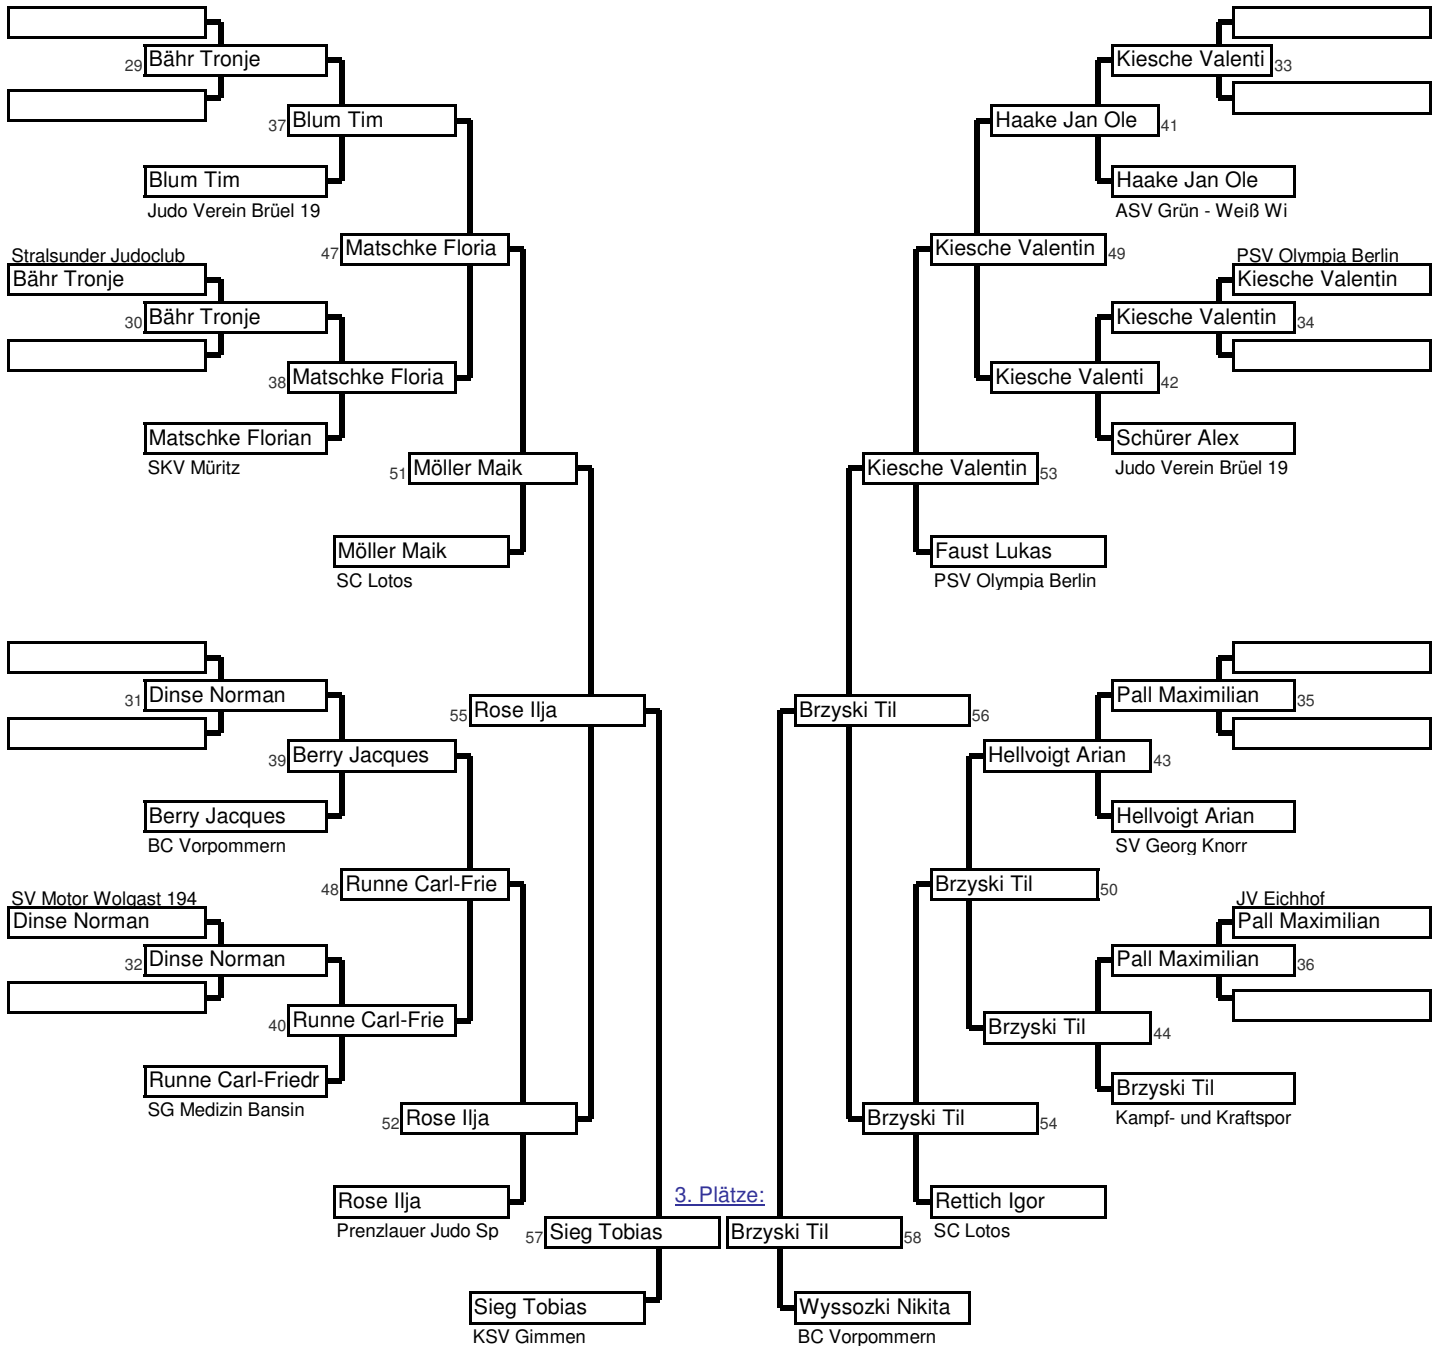 29 Bähr Tronje
Kiesche Valenti 33
37 Blum Tim
Haake Jan Ole 41
Blum Tim
Judo Verein Brüel 19
Haake Jan Ole
ASV Grün - Weiß Wi
47 Matschke Floria
Kiesche Valentin 49
Stralsunder Judoclub
Bähr Tronje
PSV Olympia Berlin
Kiesche Valentin
30 Bähr Tronje
Kiesche Valentin 34
38 Matschke Floria
Kiesche Valenti 42
Matschke Florian
SKV Müritz
Schürer Alex
Judo Verein Brüel 19
51 Möller Maik
Kiesche Valentin 53
Möller Maik
SC Lotos
Faust Lukas
PSV Olympia Berlin
31 Dinse Norman
Pall Maximilian 35
55 Rose Ilja
Brzyski Til 56
39 Berry Jacques
Hellvoigt Arian 43
Berry Jacques
BC Vorpommern
Hellvoigt Arian
SV Georg Knorr
48 Runne Carl-Frie
Brzyski Til 50
SV Motor Wolgast 194
Dinse Norman
JV Eichhof
Pall Maximilian
32 Dinse Norman
Pall Maximilian 36
40 Runne Carl-Frie
Brzyski Til 44
Runne Carl-Friedr
SG Medizin Bansin
Brzyski Til
Kampf- und Kraftspor
52 Rose Ilja
Brzyski Til 54
Rose Ilja
Prenzlauer Judo Sp
3. Plätze:
Rettich Igor
SC Lotos
57 Sieg Tobias
Brzyski Til 58
Sieg Tobias
KSV Gimmen
Wyssozki Nikita
BC Vorpommern